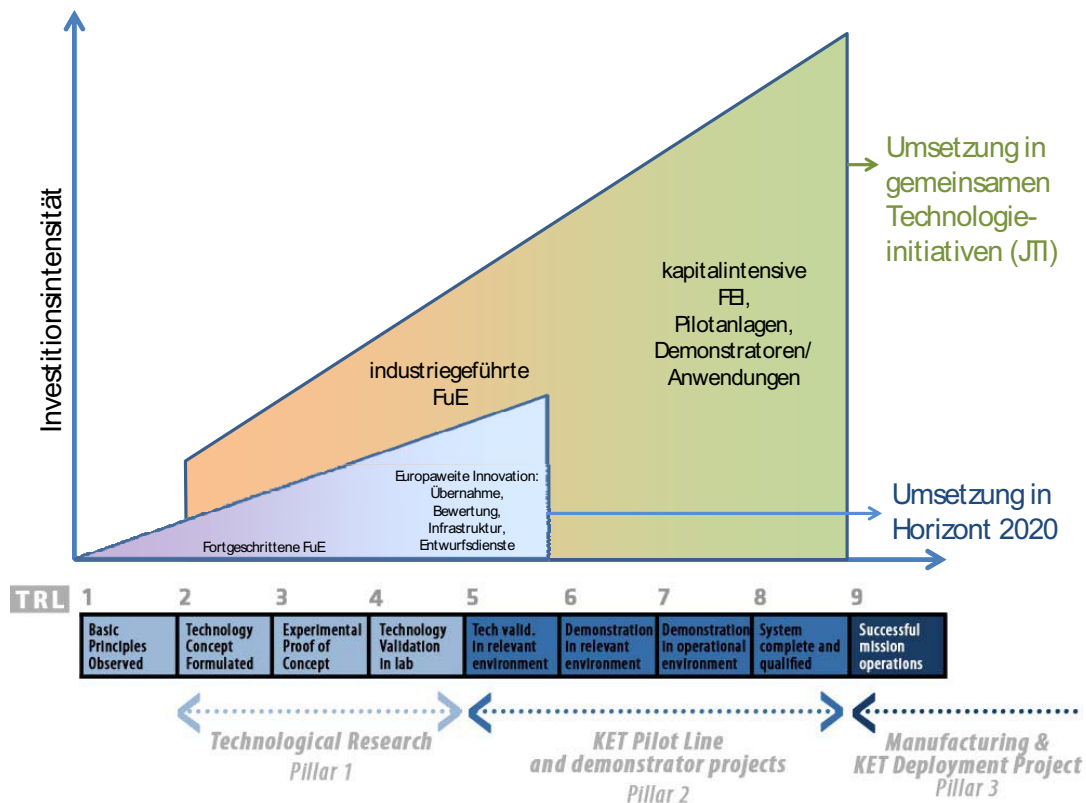 Investitionsintensität
Umsetzung in
gemeinsamen
Technologie-
initiativen (JTI)
kapitalintensive
FEI,
Pilotanlagen,
Demonstratoren/
Anwendungen
industriegeführte
FuE
Europaweite Innovation:
Übernahme,
Bewertung,
Infrastruktur,
Entwurfsdienste
Fortgeschrittene FuE
Umsetzung in
Horizont 2020
TRL 1 2 3 4 5 6 7 8 9
Basic
Principles
Observed
Technology
Concept
Formulated
Experimental
Proof of
Concept
Technology
Validation
in lab
Tech valid.
in relevant
environment
Demonstration
in relevant
environment
Demonstration
in operational
environment
System
complete and
qualified
Successful
mission
operations
Technological Research
Pillar 1
KET Pilot Line
and demonstrator projects
Pillar 2
Manufacturing &
KET Deployment Project
Pillar 3